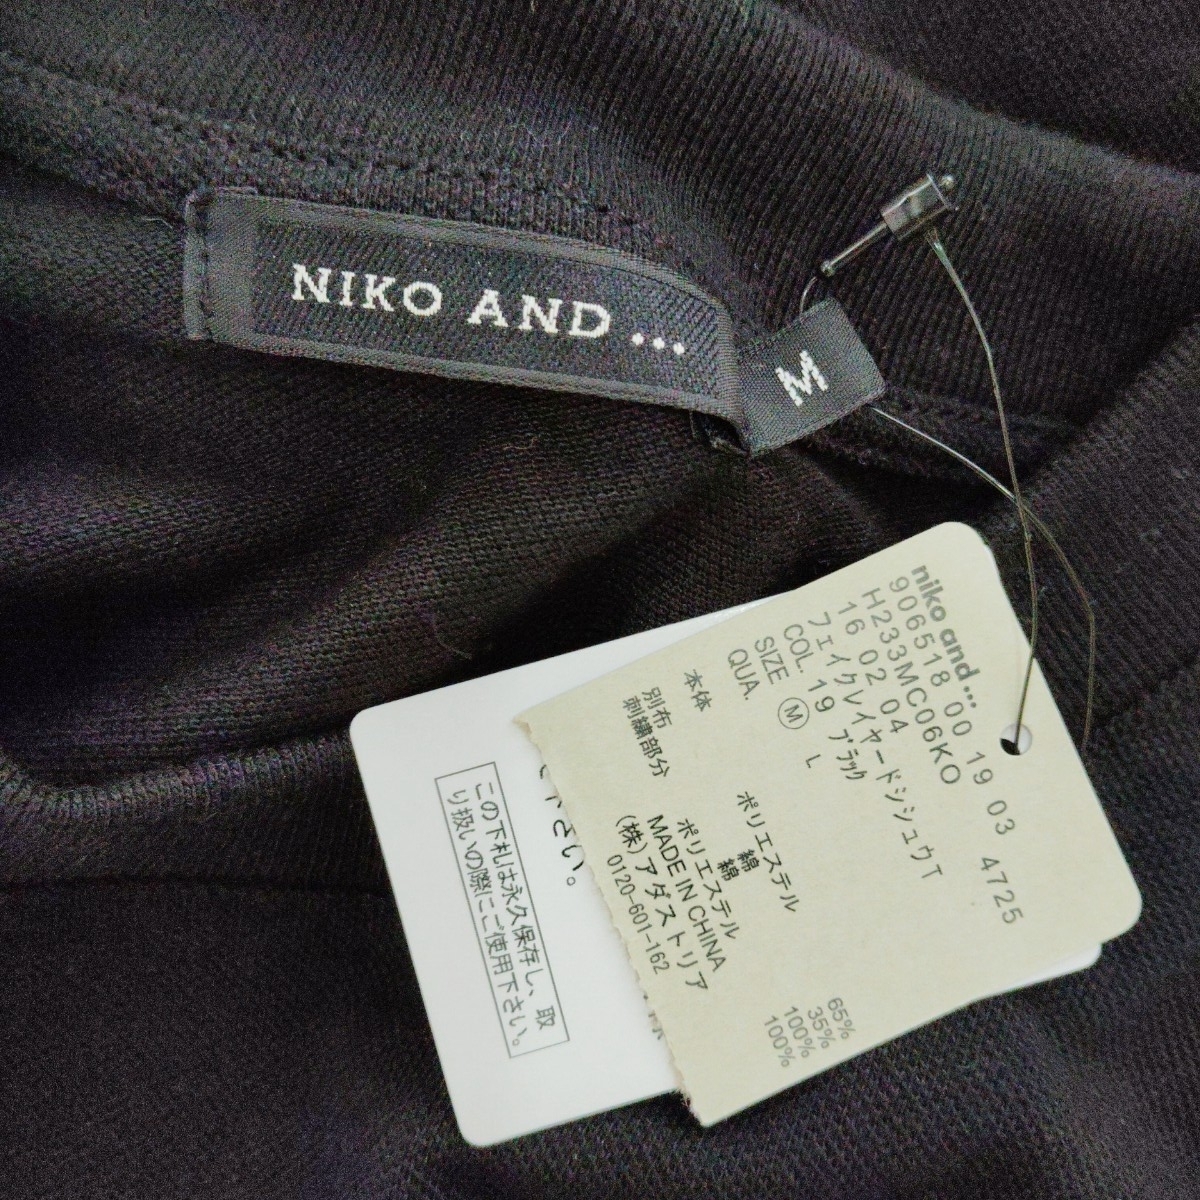 NIKO AND ...
M
niko and...
906518 00 19 03 4725
H233MC06KO
16 02 04
フェイクレイヤードシシュウT
COL. 19 ブラック
SIZE M L
QUA.
本体 ポリエステル 65%
綿 35%
別布 綿 100%
刺繍部分 ポリエステル 100%
MADE IN CHINA
(株)アダストリア
0120-601-162
下さい。
この下札は永久保存し、取
り扱いの際にご使用下さい。